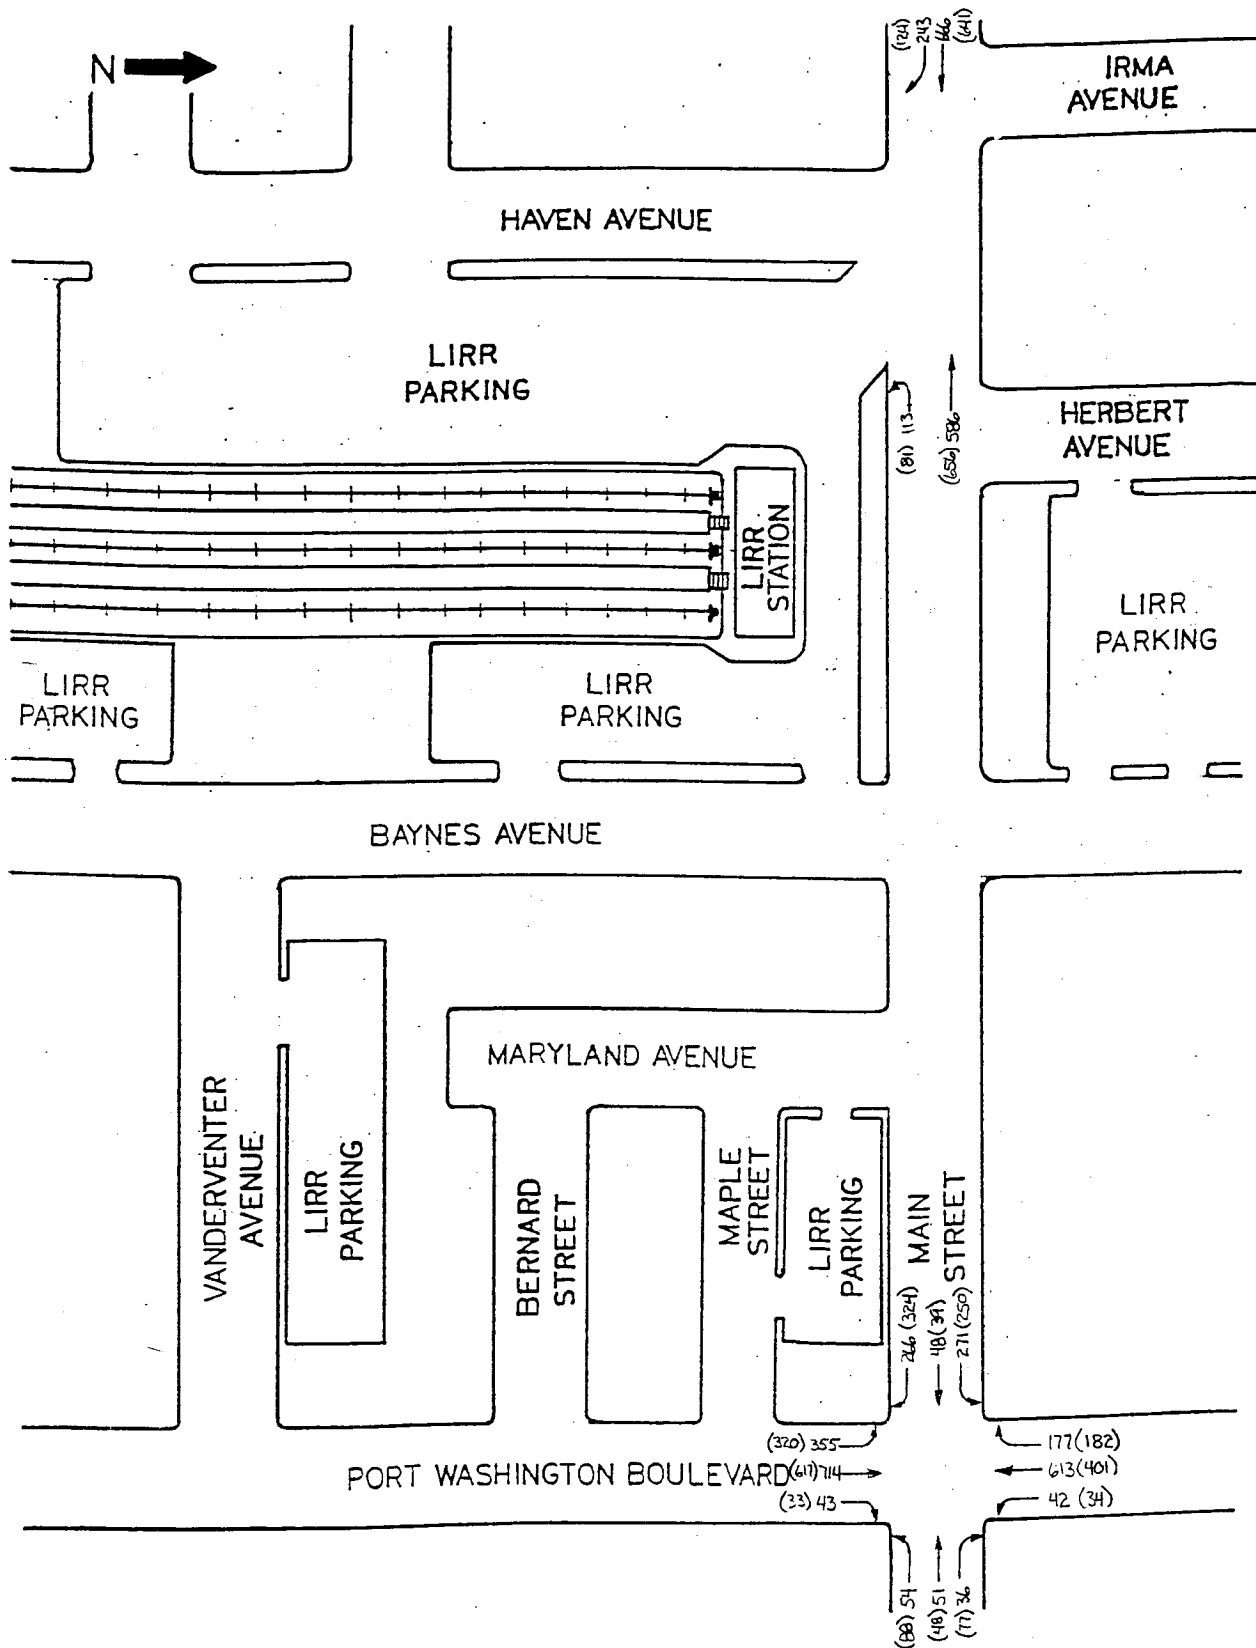 (124)
243
666
(641)
N
IRMA
AVENUE
HAVEN AVENUE
LIRR
PARKING
(81) 113
(656) 586
HERBERT
AVENUE
LIRR
STATION
LIRR
PARKING
LIRR
PARKING
LIRR
PARKING
BAYNES AVENUE
MARYLAND AVENUE
VANDERVENTER
AVENUE
LIRR
PARKING
BERNARD
STREET
MAPLE
STREET
LIRR
PARKING
MAIN
STREET
266 (324)
48 (39)
271 (250)
(320) 355
177 (182)
PORT WASHINGTON BOULEVARD
(617) 714
613 (401)
(33) 43
42 (34)
(88) 54
(48) 51
(77) 36